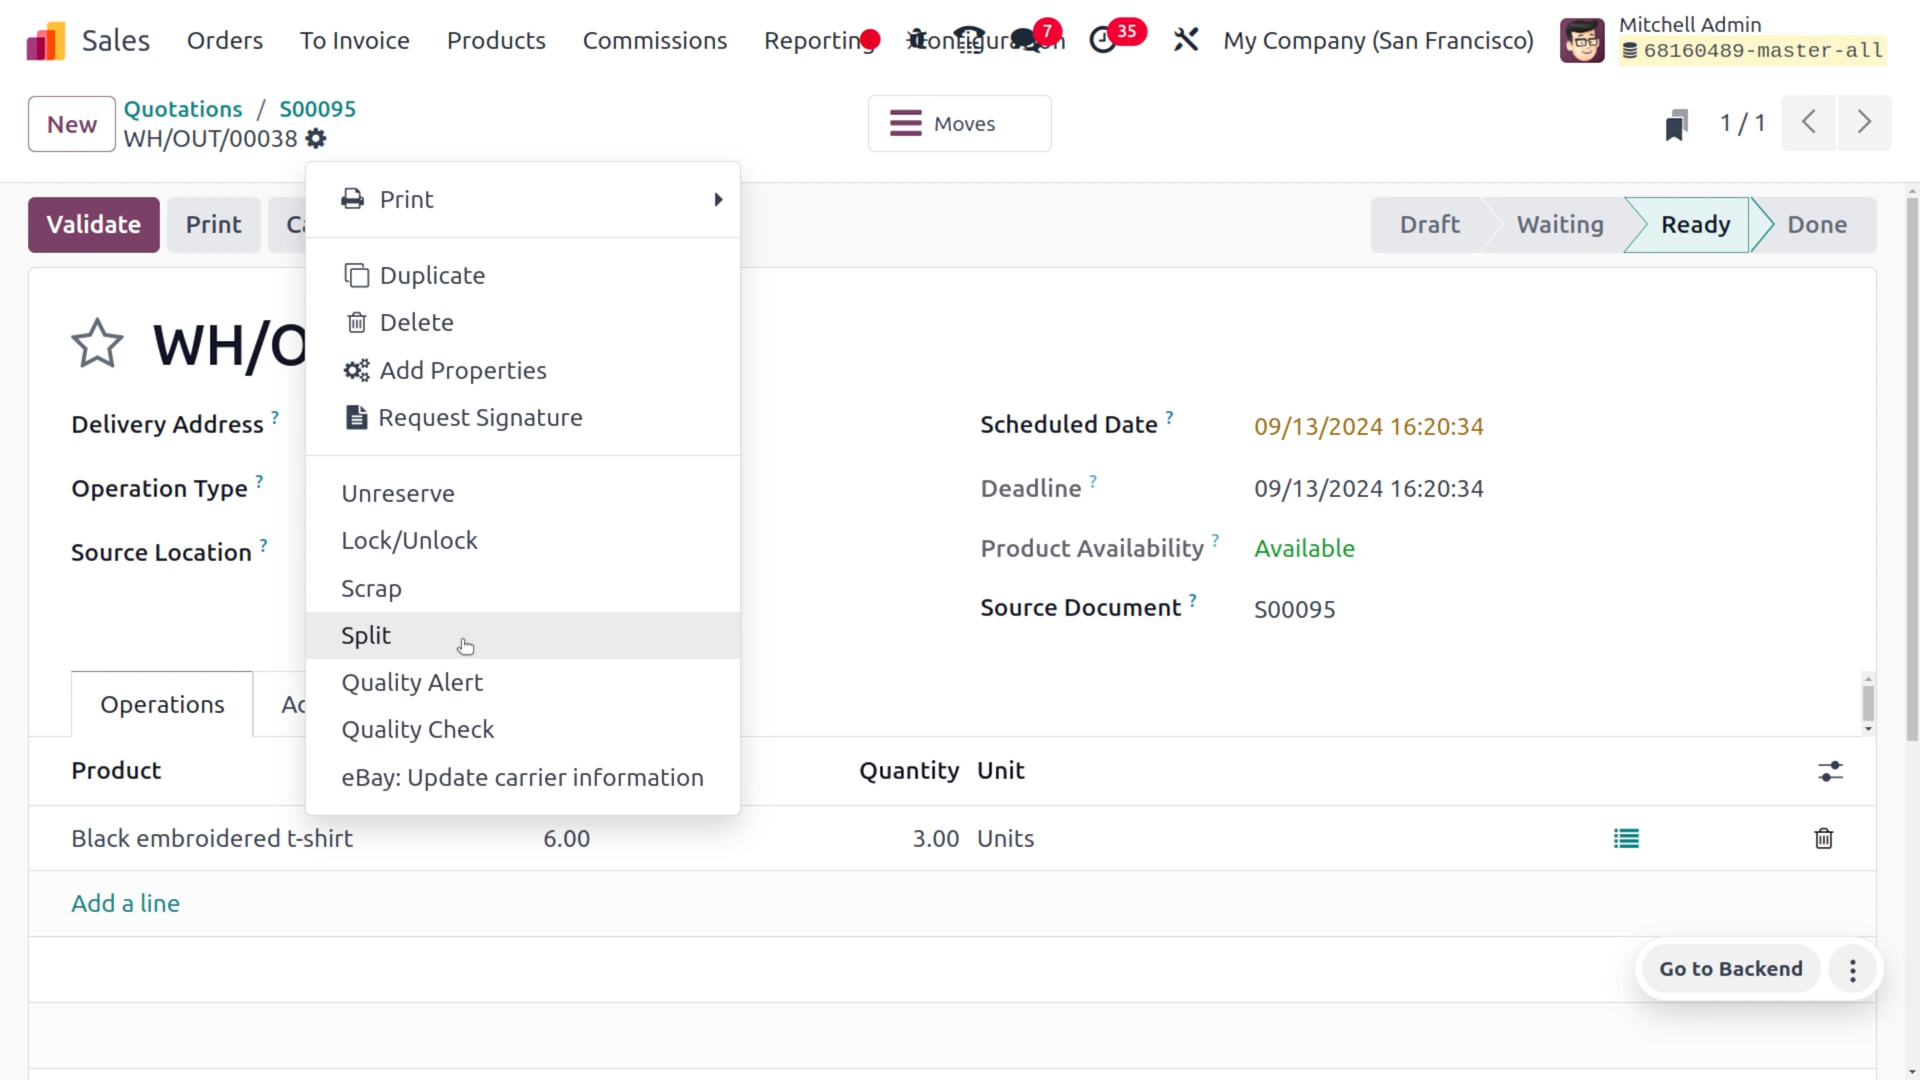 Sales Orders To Invoice Products Commissions Reporting Configuration 7 35 My Company (San Francisco) Mitchell Admin
68160489-master-all
New Quotations / S00095
WH/OUT/00038
Moves
1 / 1
Print
Validate Print Ca
Draft Waiting Ready Done
Duplicate
Delete
WH/O
Add Properties
Request Signature
Delivery Address ?
Scheduled Date ? 09/13/2024 16:20:34
Operation Type ?
Unreserve
Deadline ? 09/13/2024 16:20:34
Lock/Unlock
Source Location ?
Product Availability ? Available
Scrap
Source Document ? S00095
Split
Quality Alert
Operations Ac
Quality Check
Product
Quantity Unit
eBay: Update carrier information
Black embroidered t-shirt 6.00 3.00 Units
Add a line
Go to Backend